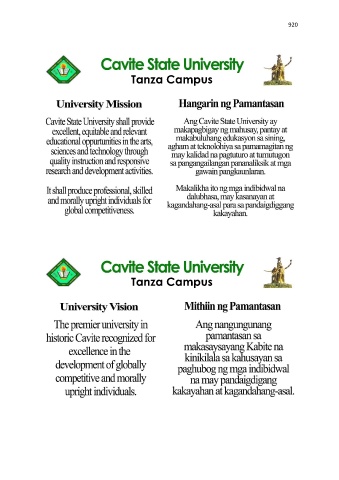 920
Cavite State University
Tanza Campus
University Mission
Cavite State University shall provide
excellent, equitable and relevant
educational oppurtunities in the arts,
sciences and technology through
quality instruction and responsive
research and development activities.
It shall produce professional, skilled
and morally upright individuals for
global competitiveness.
Hangarin ng Pamantasan
Ang Cavite State University ay
makapagbigay ng mahusay, pantay at
makabuluhang edukasyon sa sining,
agham at teknolohiya sa pamamagitan ng
may kalidad na pagtuturo at tumutugon
sa pangangailangan pananaliksik at mga
gawain pangkaunlaran.
Makalikha ito ng mga indibidwal na
dalubhasa, may kasanayan at
kagandahang-asal para sa pandaigdiggang
kakayahan.
Cavite State University
Tanza Campus
University Vision
The premier university in
historic Cavite recognized for
excellence in the
development of globally
competitive and morally
upright individuals.
Mithiin ng Pamantasan
Ang nangungunang
pamantasan sa
makasaysayang Kabite na
kinikilala sa kahusayan sa
paghubog ng mga indibidwal
na may pandaigdigang
kakayahan at kagandahang-asal.